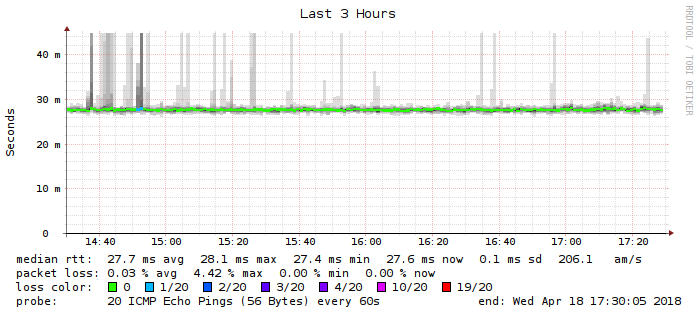 Last 3 Hours
RRDTOOL / TOBI OETIKER
Seconds
40 m
30 m
20 m
10 m
0
14:40 15:00 15:20 15:40 16:00 16:20 16:40 17:00 17:20
median rtt: 27.7 ms avg 28.1 ms max 27.4 ms min 27.6 ms now 0.1 ms sd 206.1 am/s
packet loss: 0.03 % avg 4.42 % max 0.00 % min 0.00 % now
loss color: 0 1/20 2/20 3/20 4/20 10/20 19/20
probe: 20 ICMP Echo Pings (56 Bytes) every 60s end: Wed Apr 18 17:30:05 2018